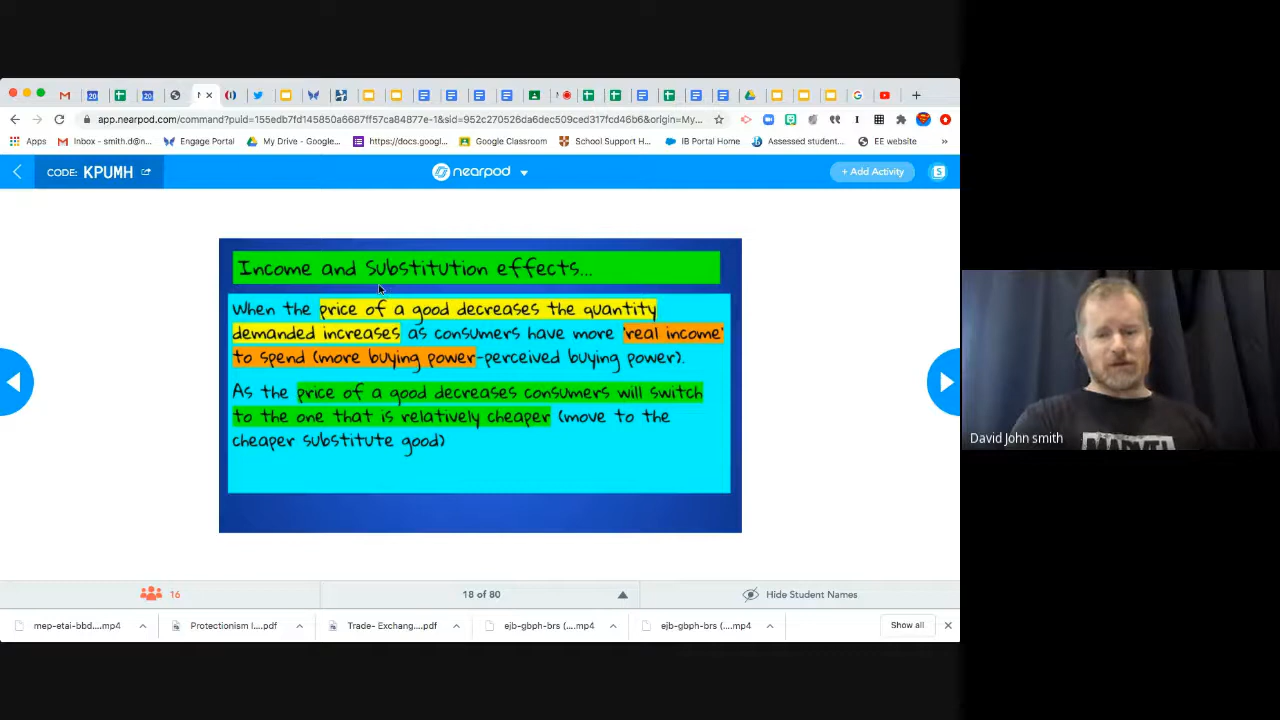 app.nearpod.com/command?puid=155edb7fd145850a6687ff57ca84877e-1&sid=952c270526da6dec509ced317fcd46b6&origin=My...
Apps Inbox - smith.d@n... Engage Portal My Drive - Google... https://docs.googl... Google Classroom School Support H... IB Portal Home Assessed student... EE website »
CODE: KPUMH nearpod + Add Activity S
Income and Substitution effects...
When the price of a good decreases the quantity
demanded increases as consumers have more 'real income'
to spend (more buying power-perceived buying power).
As the price of a good decreases consumers will switch
to the one that is relatively cheaper (move to the
cheaper substitute good)
David John smith
16 18 of 80 Hide Student Names
mep-etai-bbd....mp4 Protectionism I....pdf Trade- Exchang....pdf ejb-gbph-brs (....mp4 ejb-gbph-brs (....mp4 Show all